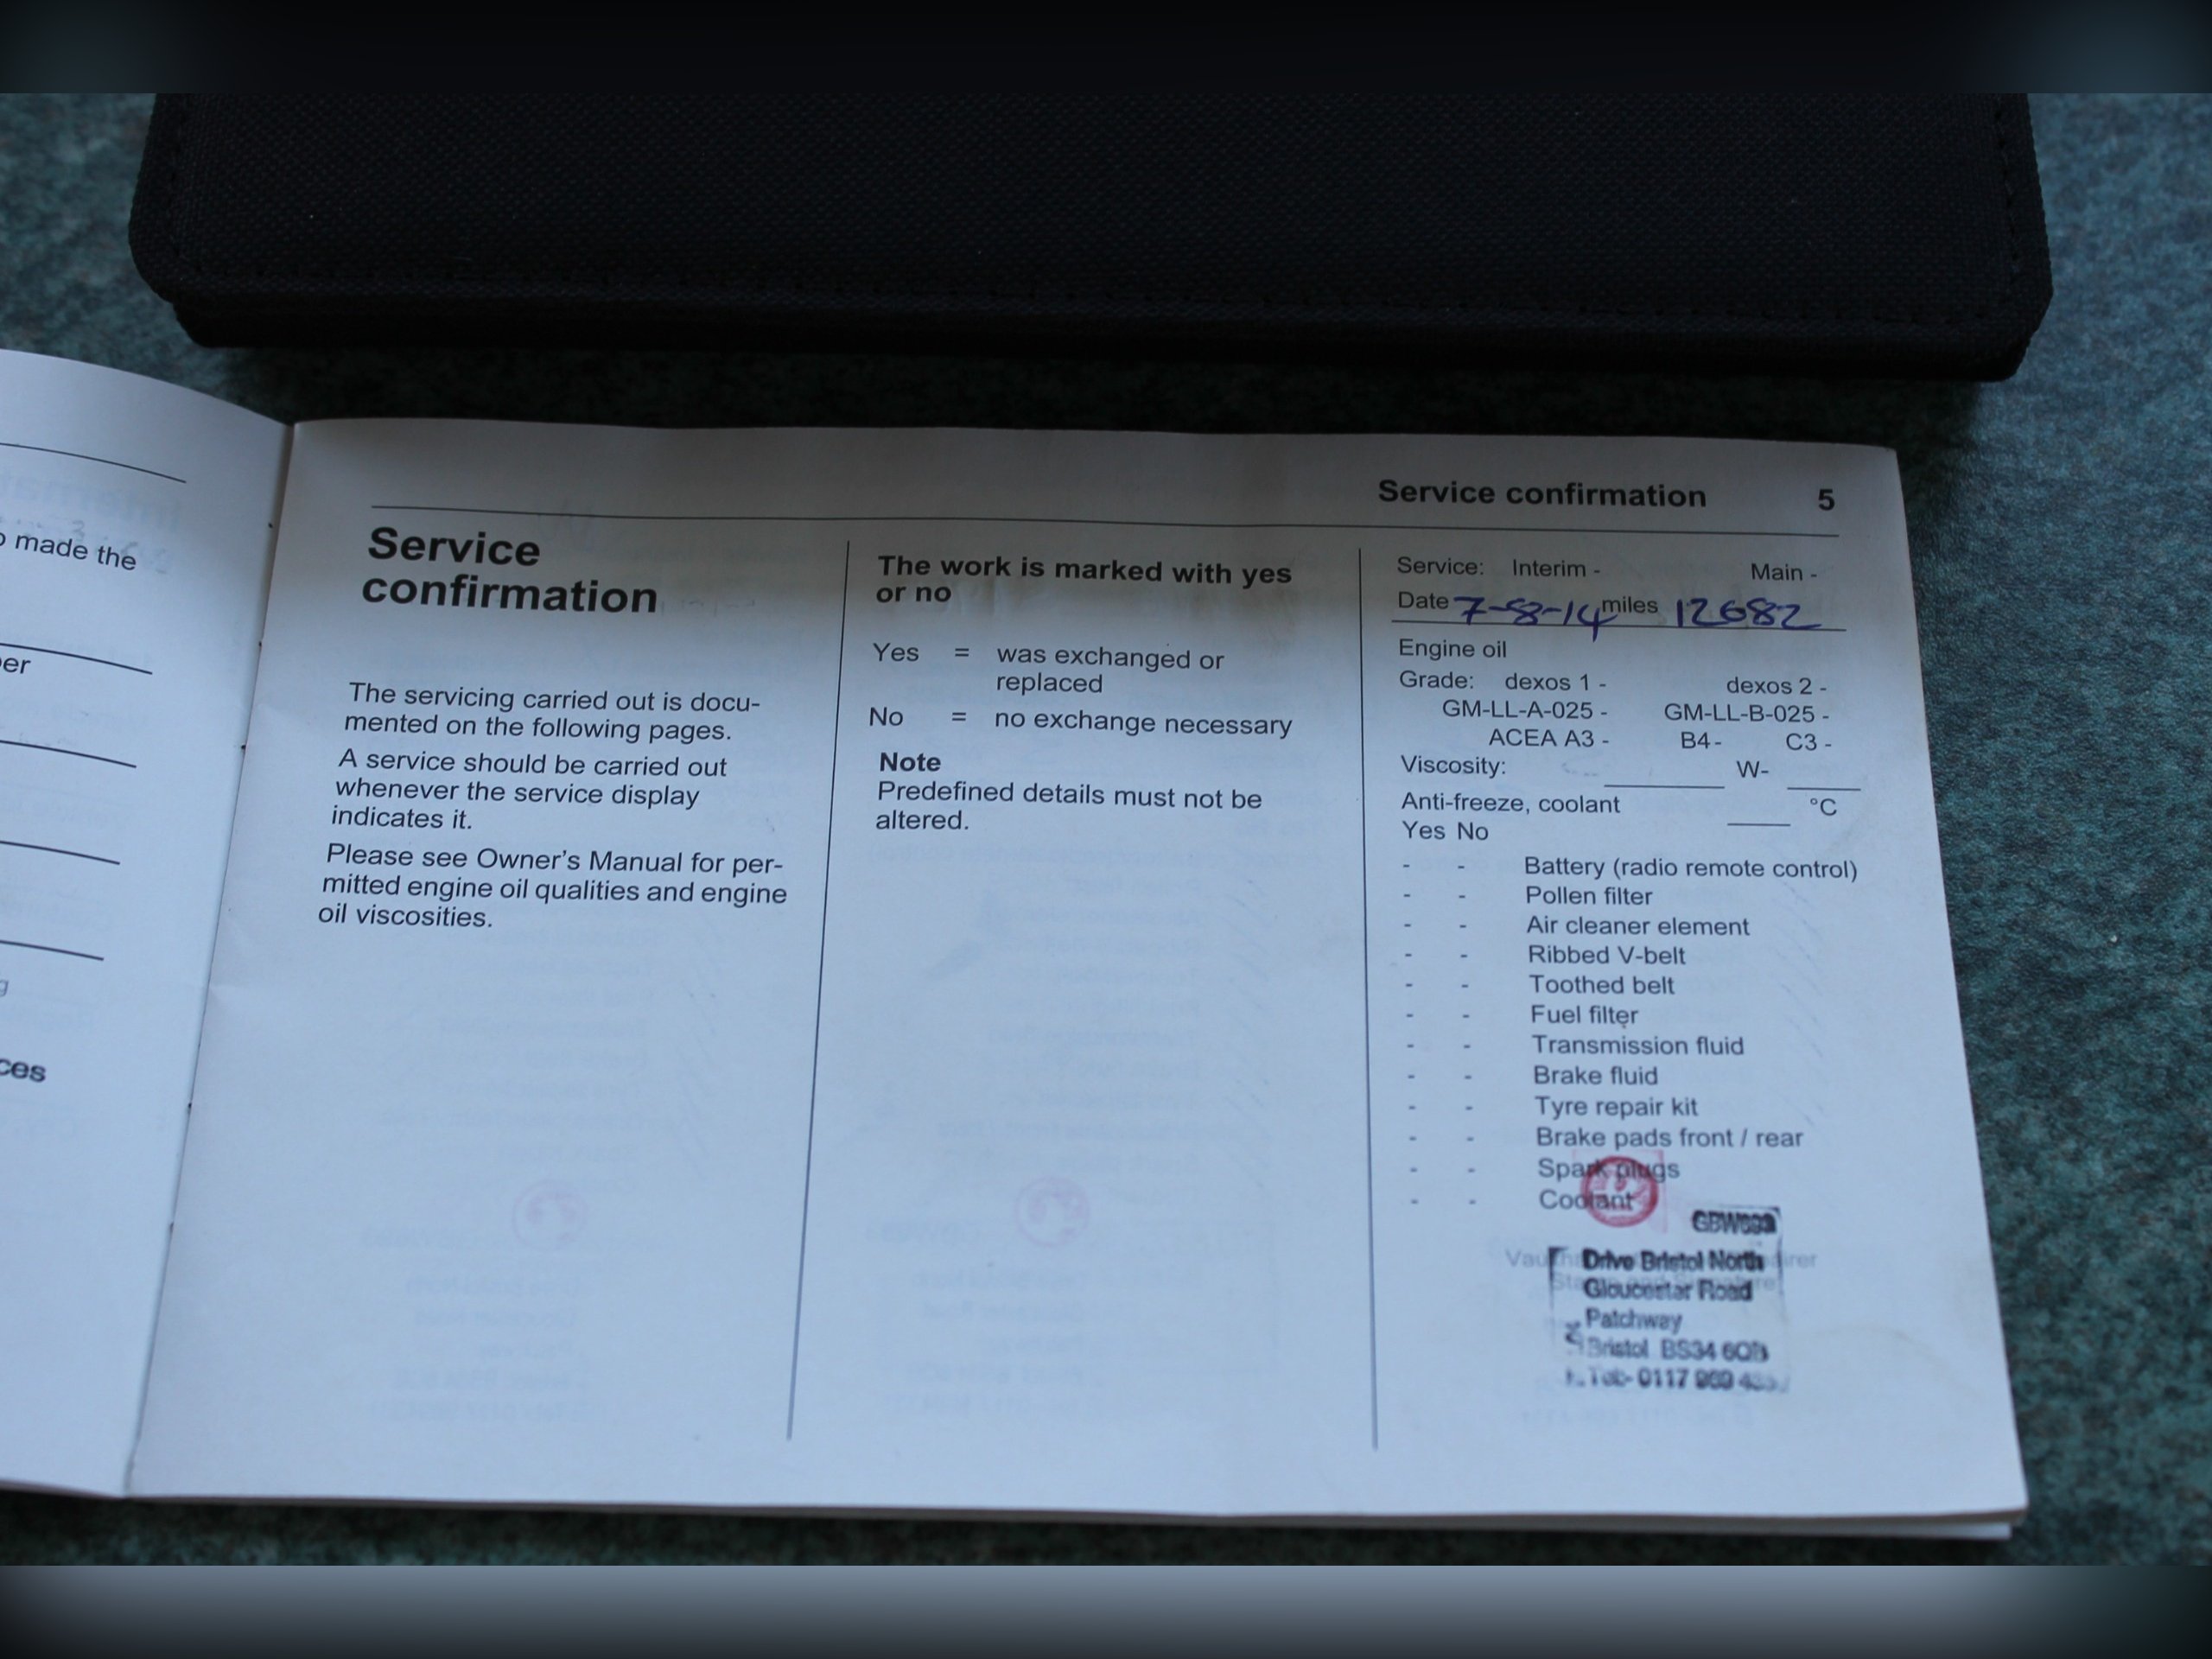 made the
er
ces
Service confirmation 5
Service
confirmation
The servicing carried out is docu-
mented on the following pages.
A service should be carried out
whenever the service display
indicates it.
Please see Owner's Manual for per-
mitted engine oil qualities and engine
oil viscosities.
The work is marked with yes
or no
Yes = was exchanged or
replaced
No = no exchange necessary
Note
Predefined details must not be
altered.
Service: Interim - Main -
Date 7-8-14 miles 12682
Engine oil
Grade: dexos 1 - dexos 2 -
GM-LL-A-025 - GM-LL-B-025 -
ACEA A3 - B4 - C3 -
Viscosity: W-
Anti-freeze, coolant °C
Yes No
- - Battery (radio remote control)
- - Pollen filter
- - Air cleaner element
- - Ribbed V-belt
- - Toothed belt
- - Fuel filter
- - Transmission fluid
- - Brake fluid
- - Tyre repair kit
- - Brake pads front / rear
- - Spark plugs
- - Coolant
Drive Bristol North
Gloucester Road
Patchway
Bristol BS34
Tel:- 0117